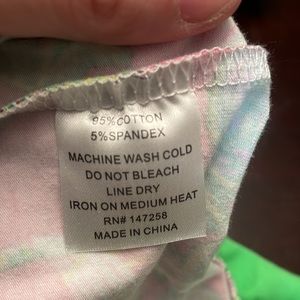 95%COTTON
5%SPANDEX
MACHINE WASH COLD
DO NOT BLEACH
LINE DRY
IRON ON MEDIUM HEAT
RN# 147258
MADE IN CHINA